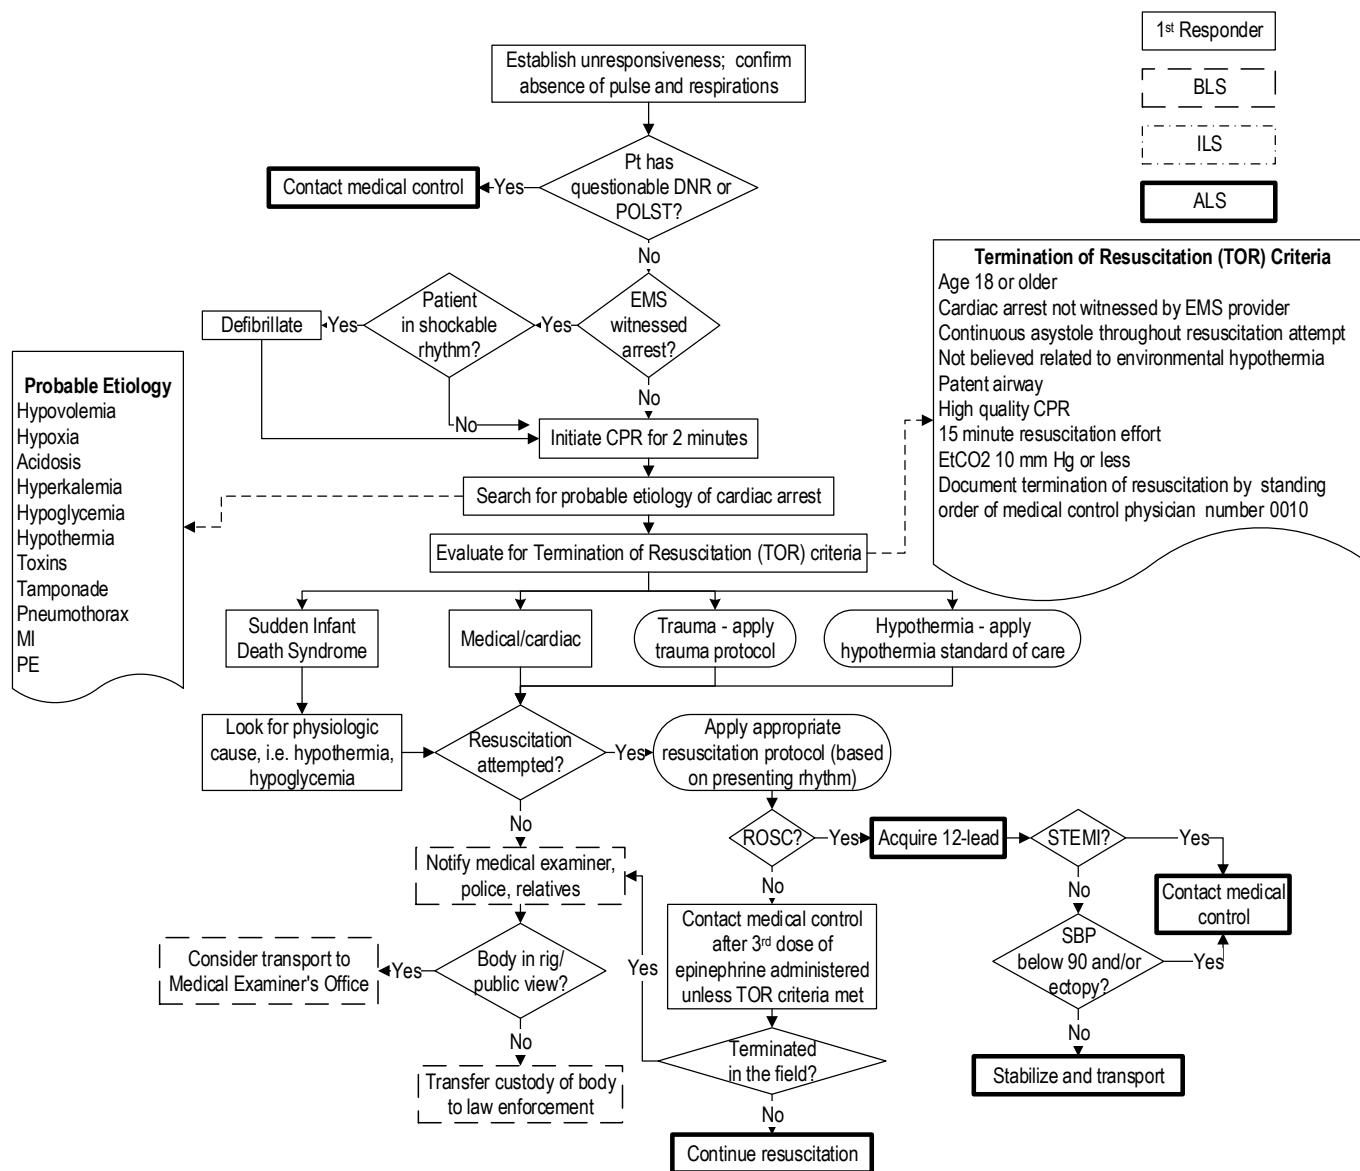 1st Responder
BLS
ILS
ALS
Establish unresponsiveness; confirm
absence of pulse and respirations
Pt has
questionable DNR or
POLST?
Yes
Contact medical control
No
EMS
witnessed
arrest?
Yes
Patient
in shockable
rhythm?
Yes
Defibrillate
No
No
Initiate CPR for 2 minutes
Search for probable etiology of cardiac arrest
Evaluate for Termination of Resuscitation (TOR) criteria
Probable Etiology
Hypovolemia
Hypoxia
Acidosis
Hyperkalemia
Hypoglycemia
Hypothermia
Toxins
Tamponade
Pneumothorax
MI
PE
Termination of Resuscitation (TOR) Criteria
Age 18 or older
Cardiac arrest not witnessed by EMS provider
Continuous asystole throughout resuscitation attempt
Not believed related to environmental hypothermia
Patent airway
High quality CPR
15 minute resuscitation effort
EtCO2 10 mm Hg or less
Document termination of resuscitation by standing
order of medical control physician number 0010
Sudden Infant
Death Syndrome
Medical/cardiac
Trauma - apply
trauma protocol
Hypothermia - apply
hypothermia standard of care
Look for physiologic
cause, i.e. hypothermia,
hypoglycemia
Resuscitation
attempted?
Yes
Apply appropriate
resuscitation protocol (based
on presenting rhythm)
No
Notify medical examiner,
police, relatives
Body in rig/
public view?
Yes
Consider transport to
Medical Examiner's Office
No
Transfer custody of body
to law enforcement
ROSC?
Yes
Acquire 12-lead
STEMI?
Yes
Contact medical
control
No
SBP
below 90 and/or
ectopy?
Yes
No
Stabilize and transport
No
Contact medical control
after 3rd dose of
epinephrine administered
unless TOR criteria met
Terminated
in the field?
Yes
No
Continue resuscitation